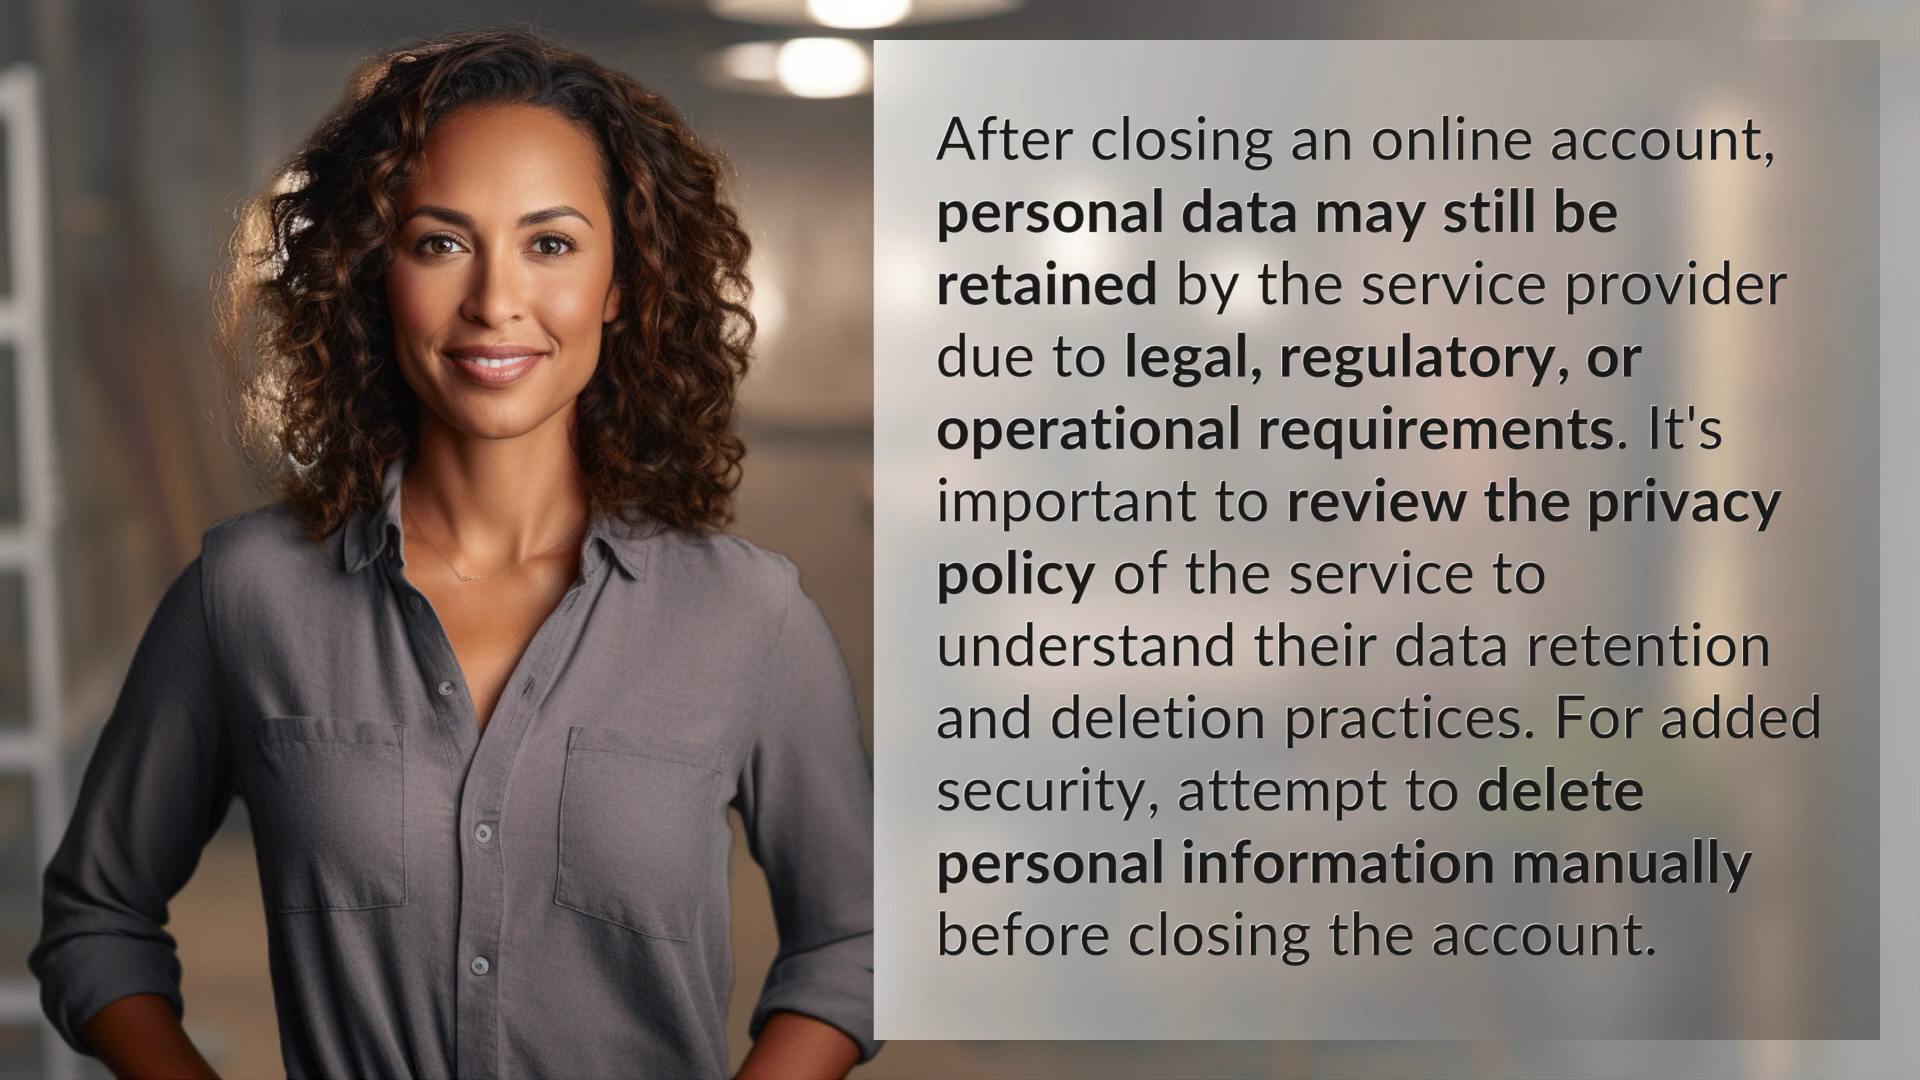 After closing an online account,
personal data may still be
retained by the service provider
due to legal, regulatory, or
operational requirements. It's
important to review the privacy
policy of the service to
understand their data retention
and deletion practices. For added
security, attempt to delete
personal information manually
before closing the account.